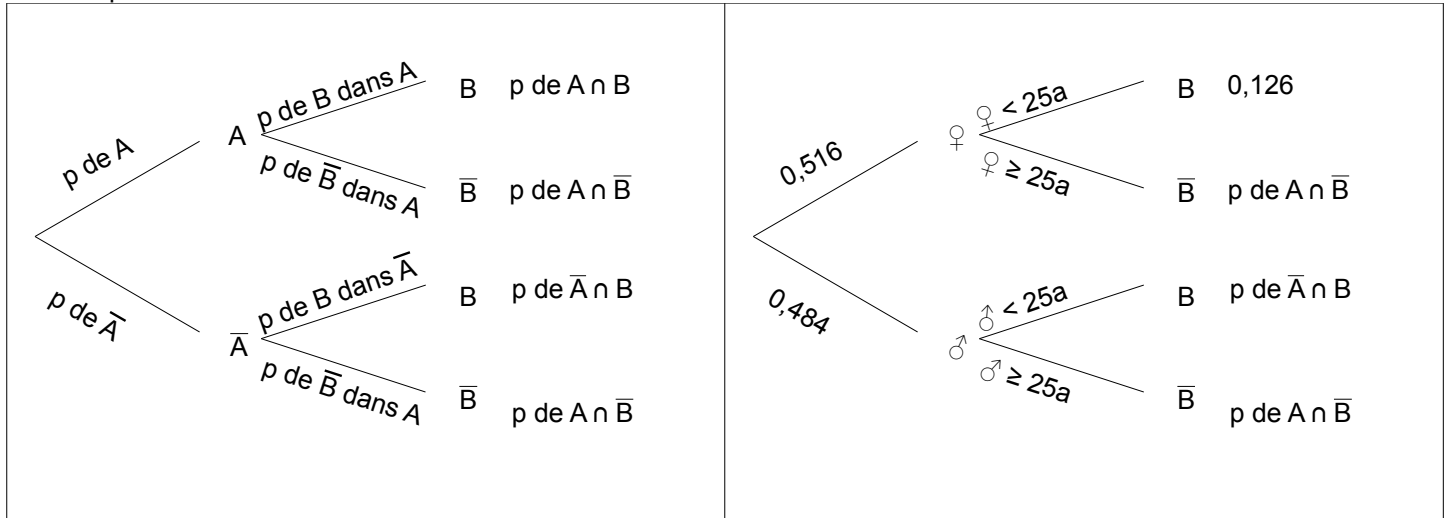 p de A
p de A̅
A
p de B dans A
p de B̅ dans A
B
p de A ∩ B
B̅
p de A ∩ B̅
A̅
p de B dans A̅
p de B̅ dans A
B
p de A̅ ∩ B
B̅
p de A ∩ B̅
0,516
0,484
♀
♀ < 25a
♀ ≥ 25a
B
0,126
B̅
p de A ∩ B̅
♂
♂ < 25a
♂ ≥ 25a
B
p de A̅ ∩ B
B̅
p de A ∩ B̅